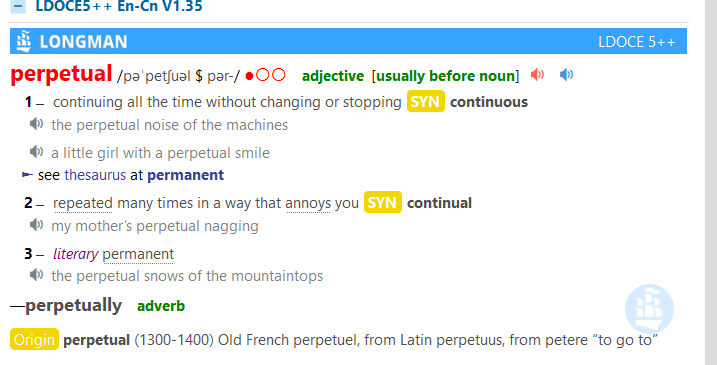 LDOCE5++ En-Cn V1.35
LONGMAN LDOCE 5++
perpetual /pəˈpetʃuəl $ pər-/ ●○○ adjective [usually before noun]
1 – continuing all the time without changing or stopping SYN continuous
the perpetual noise of the machines
a little girl with a perpetual smile
► see thesaurus at permanent
2 – repeated many times in a way that annoys you SYN continual
my mother’s perpetual nagging
3 – literary permanent
the perpetual snows of the mountaintops
—perpetually adverb
Origin perpetual (1300-1400) Old French perpetuel, from Latin perpetuus, from petere “to go to”